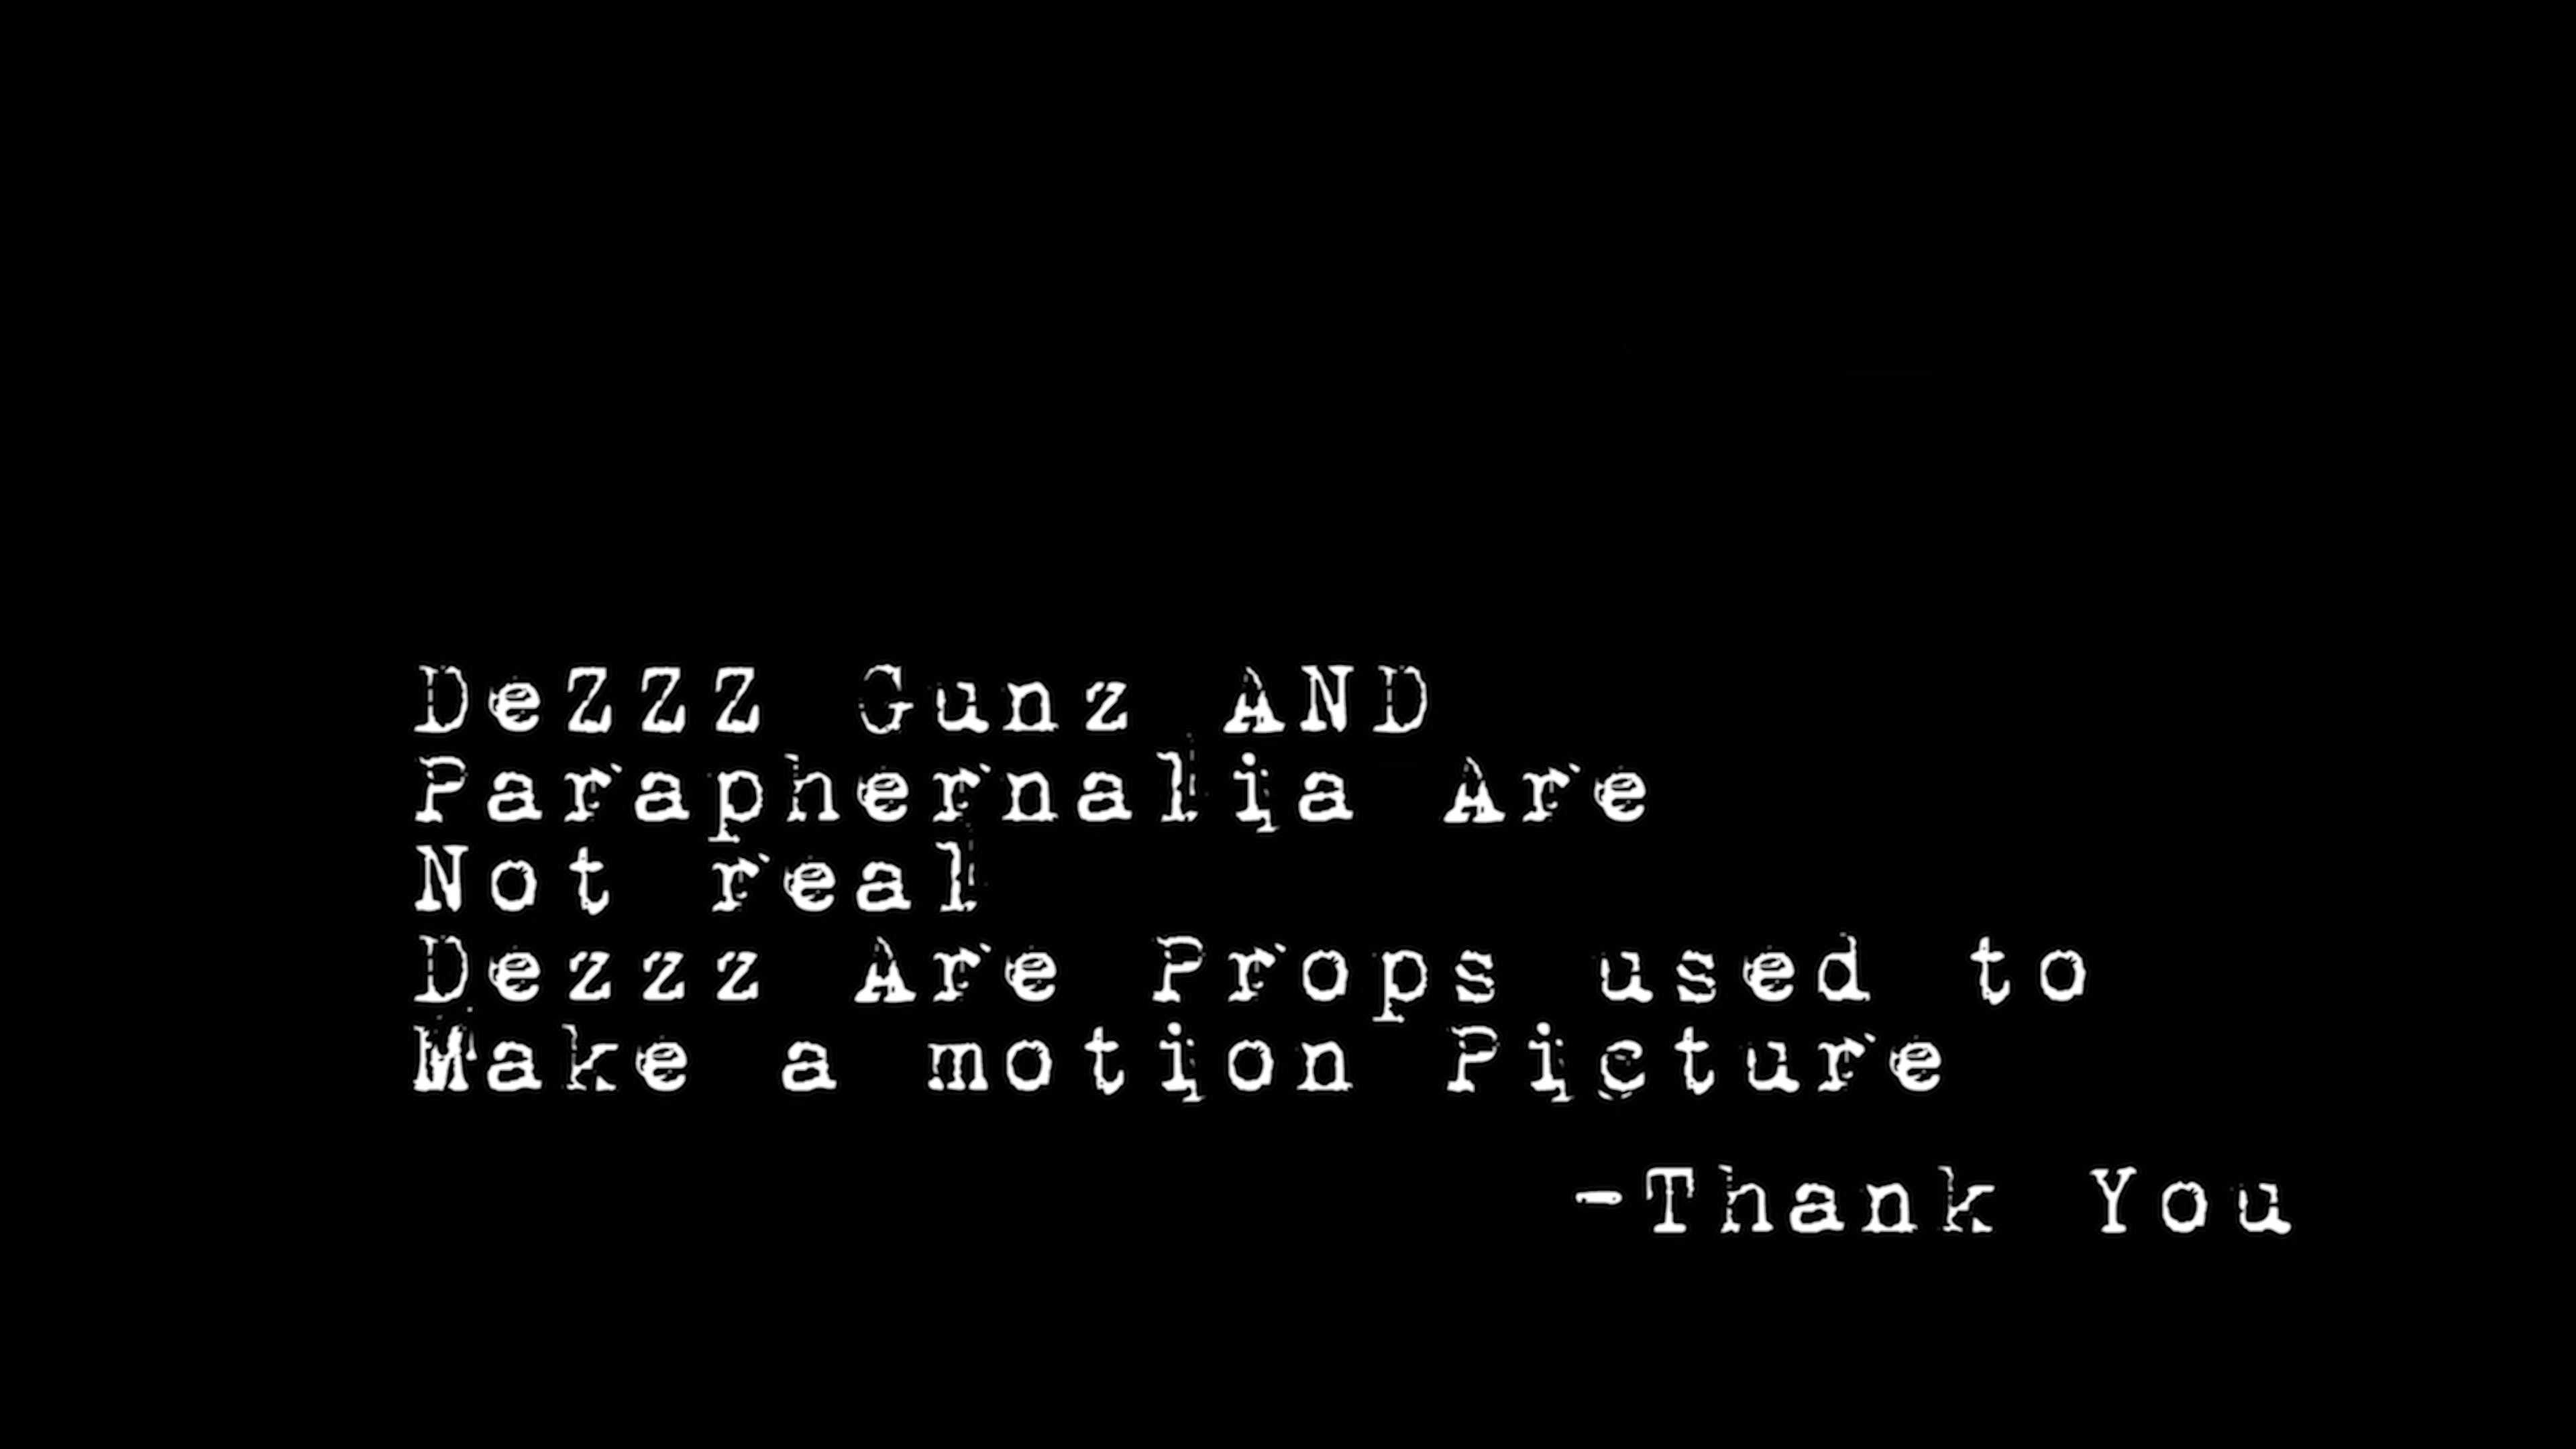 DeZZZ Gunz AND
Paraphernalia Are
Not real
Dezzz Are Props used to
Make a motion Picture
-Thank You